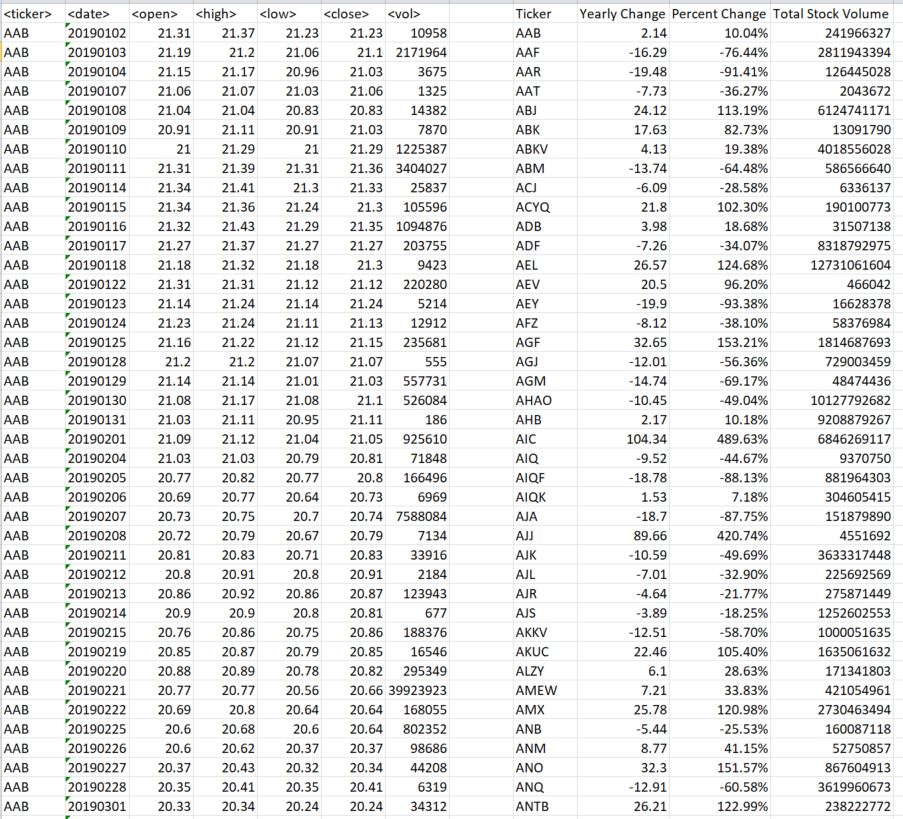 <ticker> <date> <open> <high> <low> <close> <vol> Ticker Yearly Change Percent Change Total Stock Volume
AAB 20190102 21.31 21.37 21.23 21.23 10958 AAB 2.14 10.04% 241966327
AAB 20190103 21.19 21.2 21.06 21.1 2171964 AAF -16.29 -76.44% 2811943394
AAB 20190104 21.15 21.17 20.96 21.03 3675 AAR -19.48 -91.41% 126445028
AAB 20190107 21.06 21.07 21.03 21.06 1325 AAT -7.73 -36.27% 2043672
AAB 20190108 21.04 21.04 20.83 20.83 14382 ABJ 24.12 113.19% 6124741171
AAB 20190109 20.91 21.11 20.91 21.03 7870 ABK 17.63 82.73% 13091790
AAB 20190110 21 21.29 21 21.29 1225387 ABKV 4.13 19.38% 4018556028
AAB 20190111 21.31 21.39 21.31 21.36 3404027 ABM -13.74 -64.48% 586566640
AAB 20190114 21.34 21.41 21.3 21.33 25837 ACJ -6.09 -28.58% 6336137
AAB 20190115 21.34 21.36 21.24 21.3 105596 ACYQ 21.8 102.30% 190100773
AAB 20190116 21.32 21.43 21.29 21.35 1094876 ADB 3.98 18.68% 31507138
AAB 20190117 21.27 21.37 21.27 21.27 203755 ADF -7.26 -34.07% 8318792975
AAB 20190118 21.18 21.32 21.18 21.3 9423 AEL 26.57 124.68% 12731061604
AAB 20190122 21.31 21.31 21.12 21.12 220280 AEV 20.5 96.20% 466042
AAB 20190123 21.14 21.24 21.14 21.24 5214 AEY -19.9 -93.38% 16628378
AAB 20190124 21.23 21.24 21.11 21.13 12912 AFZ -8.12 -38.10% 58376984
AAB 20190125 21.16 21.22 21.12 21.15 235681 AGF 32.65 153.21% 1814687693
AAB 20190128 21.2 21.2 21.07 21.07 555 AGJ -12.01 -56.36% 729003459
AAB 20190129 21.14 21.14 21.01 21.03 557731 AGM -14.74 -69.17% 48474436
AAB 20190130 21.08 21.17 21.08 21.1 526084 AHAO -10.45 -49.04% 10127792682
AAB 20190131 21.03 21.11 20.95 21.11 186 AHB 2.17 10.18% 9208879267
AAB 20190201 21.09 21.12 21.04 21.05 925610 AIC 104.34 489.63% 6846269117
AAB 20190204 21.03 21.03 20.79 20.81 71848 AIQ -9.52 -44.67% 9370750
AAB 20190205 20.77 20.82 20.77 20.8 166496 AIQF -18.78 -88.13% 881964303
AAB 20190206 20.69 20.77 20.64 20.73 6969 AIQK 1.53 7.18% 304605415
AAB 20190207 20.73 20.75 20.7 20.74 7588084 AJA -18.7 -87.75% 151879890
AAB 20190208 20.72 20.79 20.67 20.79 7134 AJJ 89.66 420.74% 4551692
AAB 20190211 20.81 20.83 20.71 20.83 33916 AJK -10.59 -49.69% 3633317448
AAB 20190212 20.8 20.91 20.8 20.91 2184 AJL -7.01 -32.90% 225692569
AAB 20190213 20.86 20.92 20.86 20.87 123943 AJR -4.64 -21.77% 275871449
AAB 20190214 20.9 20.9 20.8 20.81 677 AJS -3.89 -18.25% 1252602553
AAB 20190215 20.76 20.86 20.75 20.86 188376 AKKV -12.51 -58.70% 1000051635
AAB 20190219 20.85 20.87 20.79 20.85 16546 AKUC 22.46 105.40% 1635061632
AAB 20190220 20.88 20.89 20.78 20.82 295349 ALZY 6.1 28.63% 171341803
AAB 20190221 20.77 20.77 20.56 20.66 39923923 AMEW 7.21 33.83% 421054961
AAB 20190222 20.69 20.8 20.64 20.64 168055 AMX 25.78 120.98% 2730463494
AAB 20190225 20.6 20.68 20.6 20.64 802352 ANB -5.44 -25.53% 160087118
AAB 20190226 20.6 20.62 20.37 20.37 98686 ANM 8.77 41.15% 52750857
AAB 20190227 20.37 20.43 20.32 20.34 44208 ANO 32.3 151.57% 867604913
AAB 20190228 20.35 20.41 20.35 20.41 6319 ANQ -12.91 -60.58% 3619960673
AAB 20190301 20.33 20.34 20.24 20.24 34312 ANTB 26.21 122.99% 238222772